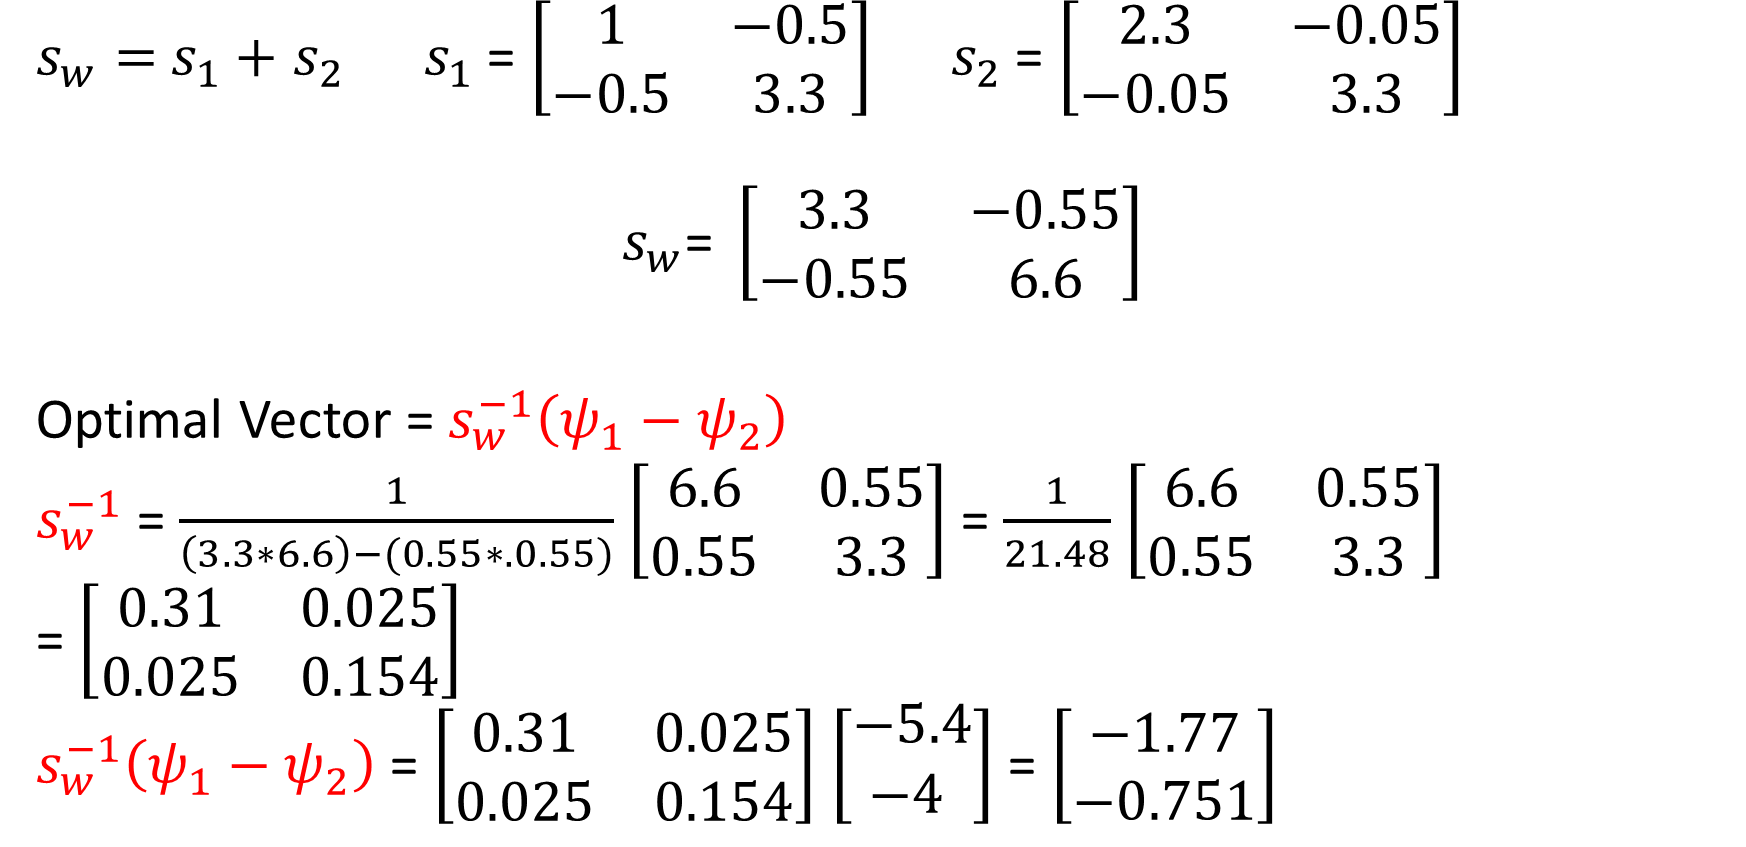 s_w = s_1 + s_2   s_1 = [1 −0.5; −0.5 3.3]   s_2 = [2.3 −0.05; −0.05 3.3]
s_w = [3.3 −0.55; −0.55 6.6]
Optimal Vector = s_w^{−1}(ψ_1 − ψ_2)
s_w^{−1} = 1/((3.3∗6.6)−(0.55∗.0.55)) [6.6 0.55; 0.55 3.3] = 1/21.48 [6.6 0.55; 0.55 3.3]
= [0.31 0.025; 0.025 0.154]
s_w^{−1}(ψ_1 − ψ_2) = [0.31 0.025; 0.025 0.154] [−5.4; −4] = [−1.77; −0.751]